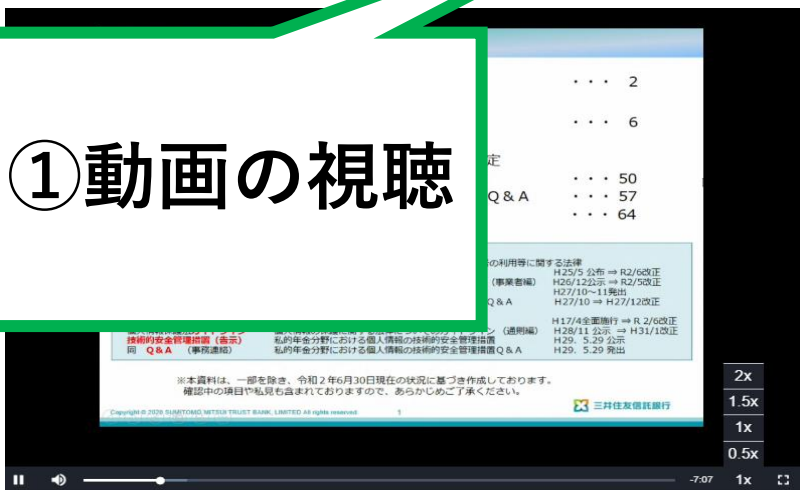 ・・・ 2
・・・ 6
①動画の視聴
定
・・・ 50
Q & A ・・・ 57
・・・ 64
の利用等に関する法律
H25/5 公布 ⇒ R2/6改正
（事業者編） H26/12公示 ⇒ R2/5改正
H27/10～11発出
Q & A H27/10 ⇒ H27/12改正
H17/4全面施行 ⇒ R 2/6改正
（通則編） H28/11 公示 ⇒ H31/1改正
技術的安全管理措置（告示） 私的年金分野における個人情報の技術的安全管理措置 H29. 5.29 公示
同 Q & A （事務連絡） 私的年金分野における個人情報の技術的安全管理措置Q & A H29. 5.29 発出
※本資料は、一部を除き、令和２年6月30日現在の状況に基づき作成しております。
確認中の項目や私見も含まれておりますので、あらかじめご了承ください。
Copyright © 2020 SUMITOMO MITSUI TRUST BANK, LIMITED All rights reserved. 1
三井住友信託銀行
2x
1.5x
1x
0.5x
-7:07 1x